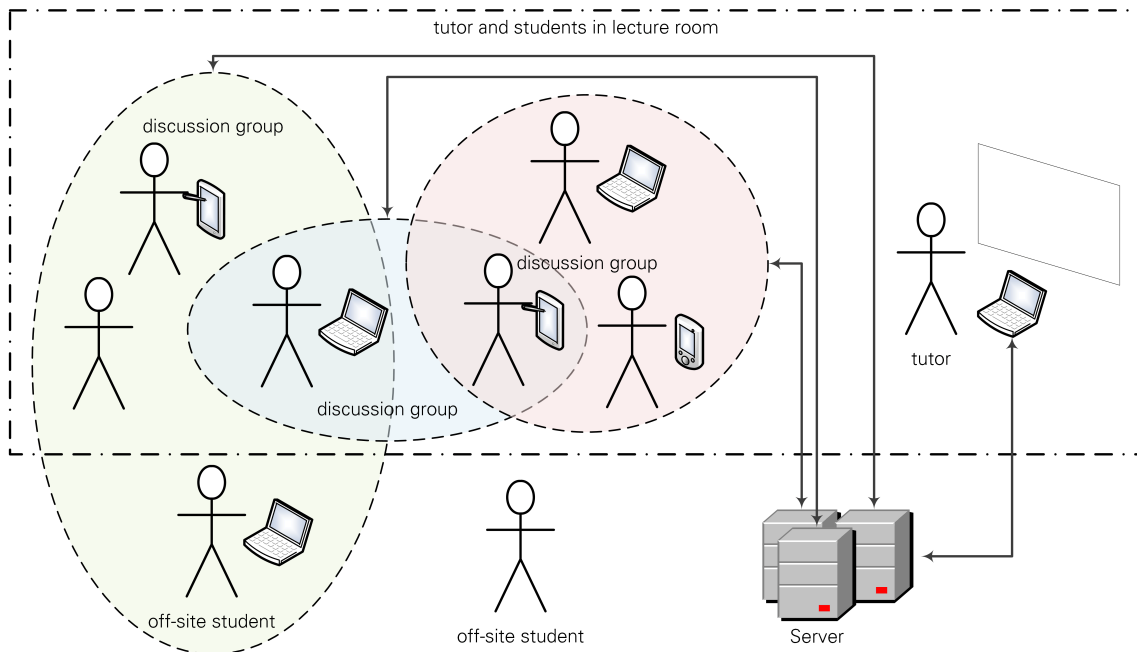 tutor and students in lecture room
discussion group
discussion group
tutor
discussion group
off-site student
off-site student
Server